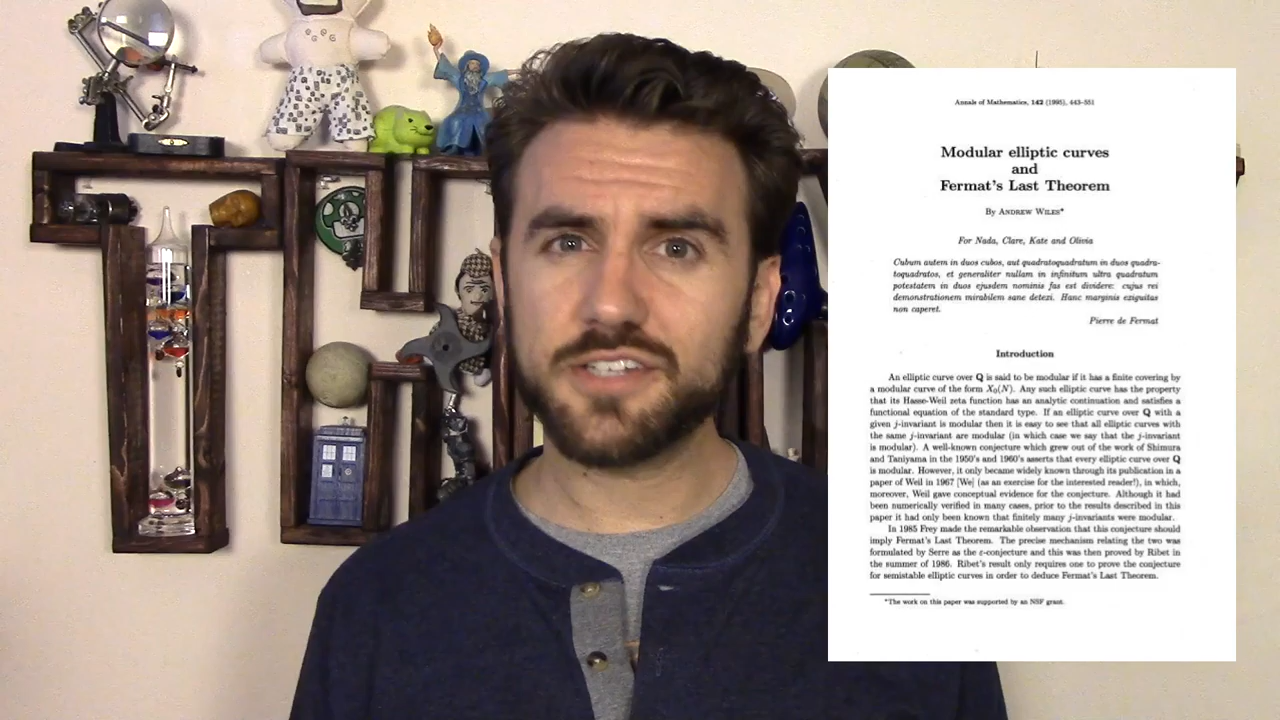 Annals of Mathematics, 142 (1995), 443–551
Modular elliptic curves
and
Fermat's Last Theorem
By ANDREW WILES*
For Nada, Clare, Kate and Olivia
Cubum autem in duos cubos, aut quadratoquadratum in duos quadra-
toquadratos, et generaliter nullam in infinitum ultra quadratum
potestatem in duos ejusdem nominis fas est dividere: cujus rei
demonstrationem mirabilem sane detexi. Hanc marginis exiguitas
non caperet.
Pierre de Fermat
Introduction
An elliptic curve over Q is said to be modular if it has a finite covering by
a modular curve of the form X₀(N). Any such elliptic curve has the property
that its Hasse-Weil zeta function has an analytic continuation and satisfies a
functional equation of the standard type. If an elliptic curve over Q with a
given j-invariant is modular then it is easy to see that all elliptic curves with
the same j-invariant are modular (in which case we say that the j-invariant
is modular). A well-known conjecture which grew out of the work of Shimura
and Taniyama in the 1950's and 1960's asserts that every elliptic curve over Q
is modular. However, it only became widely known through its publication in a
paper of Weil in 1967 [We] (as an exercise for the interested reader!), in which,
moreover, Weil gave conceptual evidence for the conjecture. Although it had
been numerically verified in many cases, prior to the results described in this
paper it had only been known that finitely many j-invariants were modular.
In 1985 Frey made the remarkable observation that this conjecture should
imply Fermat's Last Theorem. The precise mechanism relating the two was
formulated by Serre as the ε-conjecture and this was then proved by Ribet in
the summer of 1986. Ribet's result only requires one to prove the conjecture
for semistable elliptic curves in order to deduce Fermat's Last Theorem.
*The work on this paper was supported by an NSF grant.